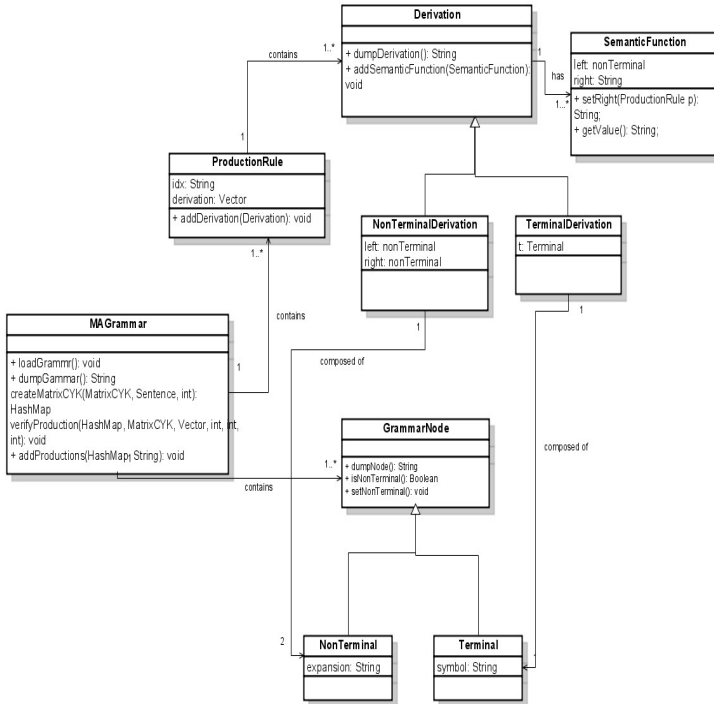 Derivation
+ dumpDerivation(): String
+ addSemanticFunction(SemanticFunction):
void
contains
1..*
1
1
has
1..*
SemanticFunction
left: nonTerminal
right: String
+ setRight(ProductionRule p):
String;
+ getValue(): String;
ProductionRule
idx: String
derivation: Vector
+ addDerivation(Derivation): void
1..*
NonTerminalDerivation
left: nonTerminal
right: nonTerminal
TerminalDerivation
t: Terminal
1
1
contains
composed of
MAGrammar
+ loadGrammr(): void
+ dumpGammar(): String
createMatrixCYK(MatrixCYK, Sentence, int):
HashMap
verifyProduction(HashMap, MatrixCYK, Vector, int, int,
int): void
+ addProductions(HashMap, String): void
1
1
contains
1..*
GrammarNode
+ dumpNode(): String
+ isNonTerminal(): Boolean
+ setNonTerminal(): void
composed of
2
NonTerminal
expansion: String
Terminal
symbol: String